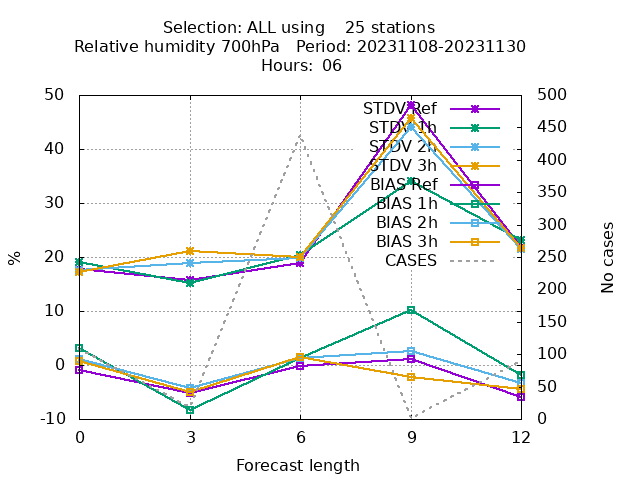 Selection: ALL using    25 stations
Relative humidity 700hPa   Period: 20231108-20231130
Hours: 06
50
40
30
20
10
0
-10
500
450
400
350
300
250
200
150
100
50
0
%
No cases
STDV Ref
STDV 1h
STDV 2h
STDV 3h
BIAS Ref
BIAS 1h
BIAS 2h
BIAS 3h
CASES
0 3 6 9 12
Forecast length